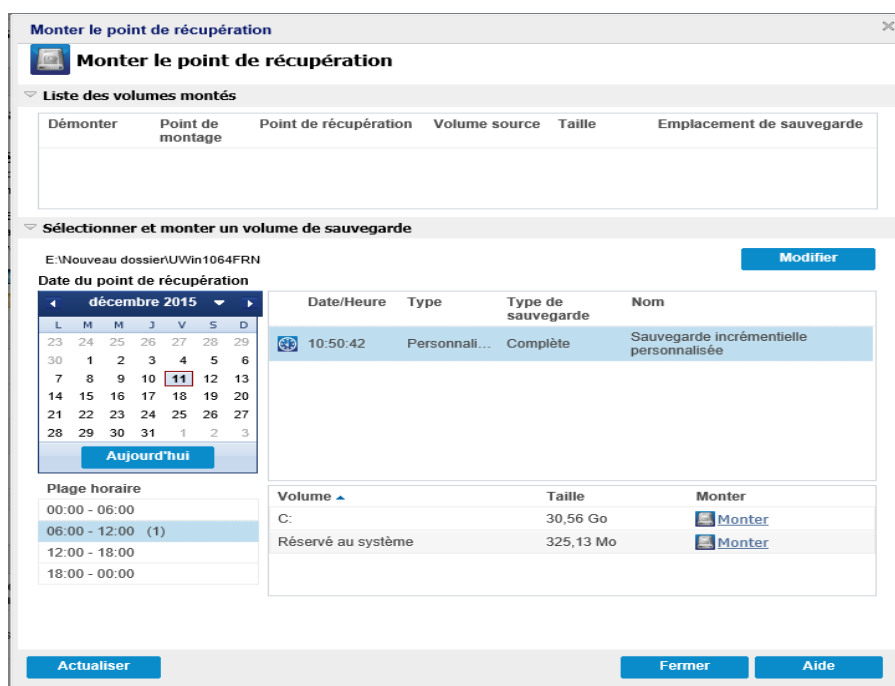 Monter le point de récupération
Monter le point de récupération
Liste des volumes montés
Démonter Point de montage Point de récupération Volume source Taille Emplacement de sauvegarde
Sélectionner et monter un volume de sauvegarde
E:\Nouveau dossier\UWin1064FRN
Modifier
Date du point de récupération
décembre 2015
L M M J V S D
23 24 25 26 27 28 29
30 1 2 3 4 5 6
7 8 9 10 11 12 13
14 15 16 17 18 19 20
21 22 23 24 25 26 27
28 29 30 31 1 2 3
Aujourd'hui
Date/Heure Type Type de sauvegarde Nom
10:50:42 Personnali... Complète Sauvegarde incrémentielle personnalisée
Plage horaire
00:00 - 06:00
06:00 - 12:00 (1)
12:00 - 18:00
18:00 - 00:00
Volume Taille Monter
C: 30,56 Go Monter
Réservé au système 325,13 Mo Monter
Actualiser
Fermer
Aide